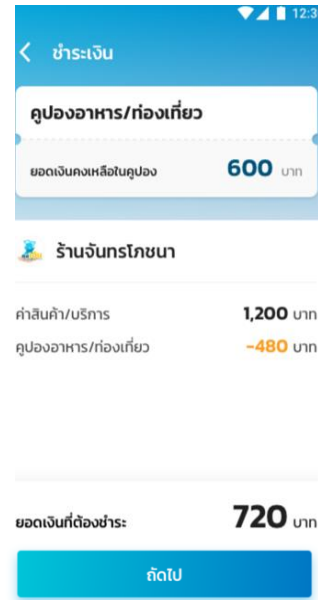 12:3
ชำระเงิน
คูปองอาหาร/ท่องเที่ยว
ยอดเงินคงเหลือในคูปอง 600 บาท
ร้านจันทรโภชนา
ค่าสินค้า/บริการ 1,200 บาท
คูปองอาหาร/ท่องเที่ยว -480 บาท
ยอดเงินที่ต้องชำระ 720 บาท
ถัดไป